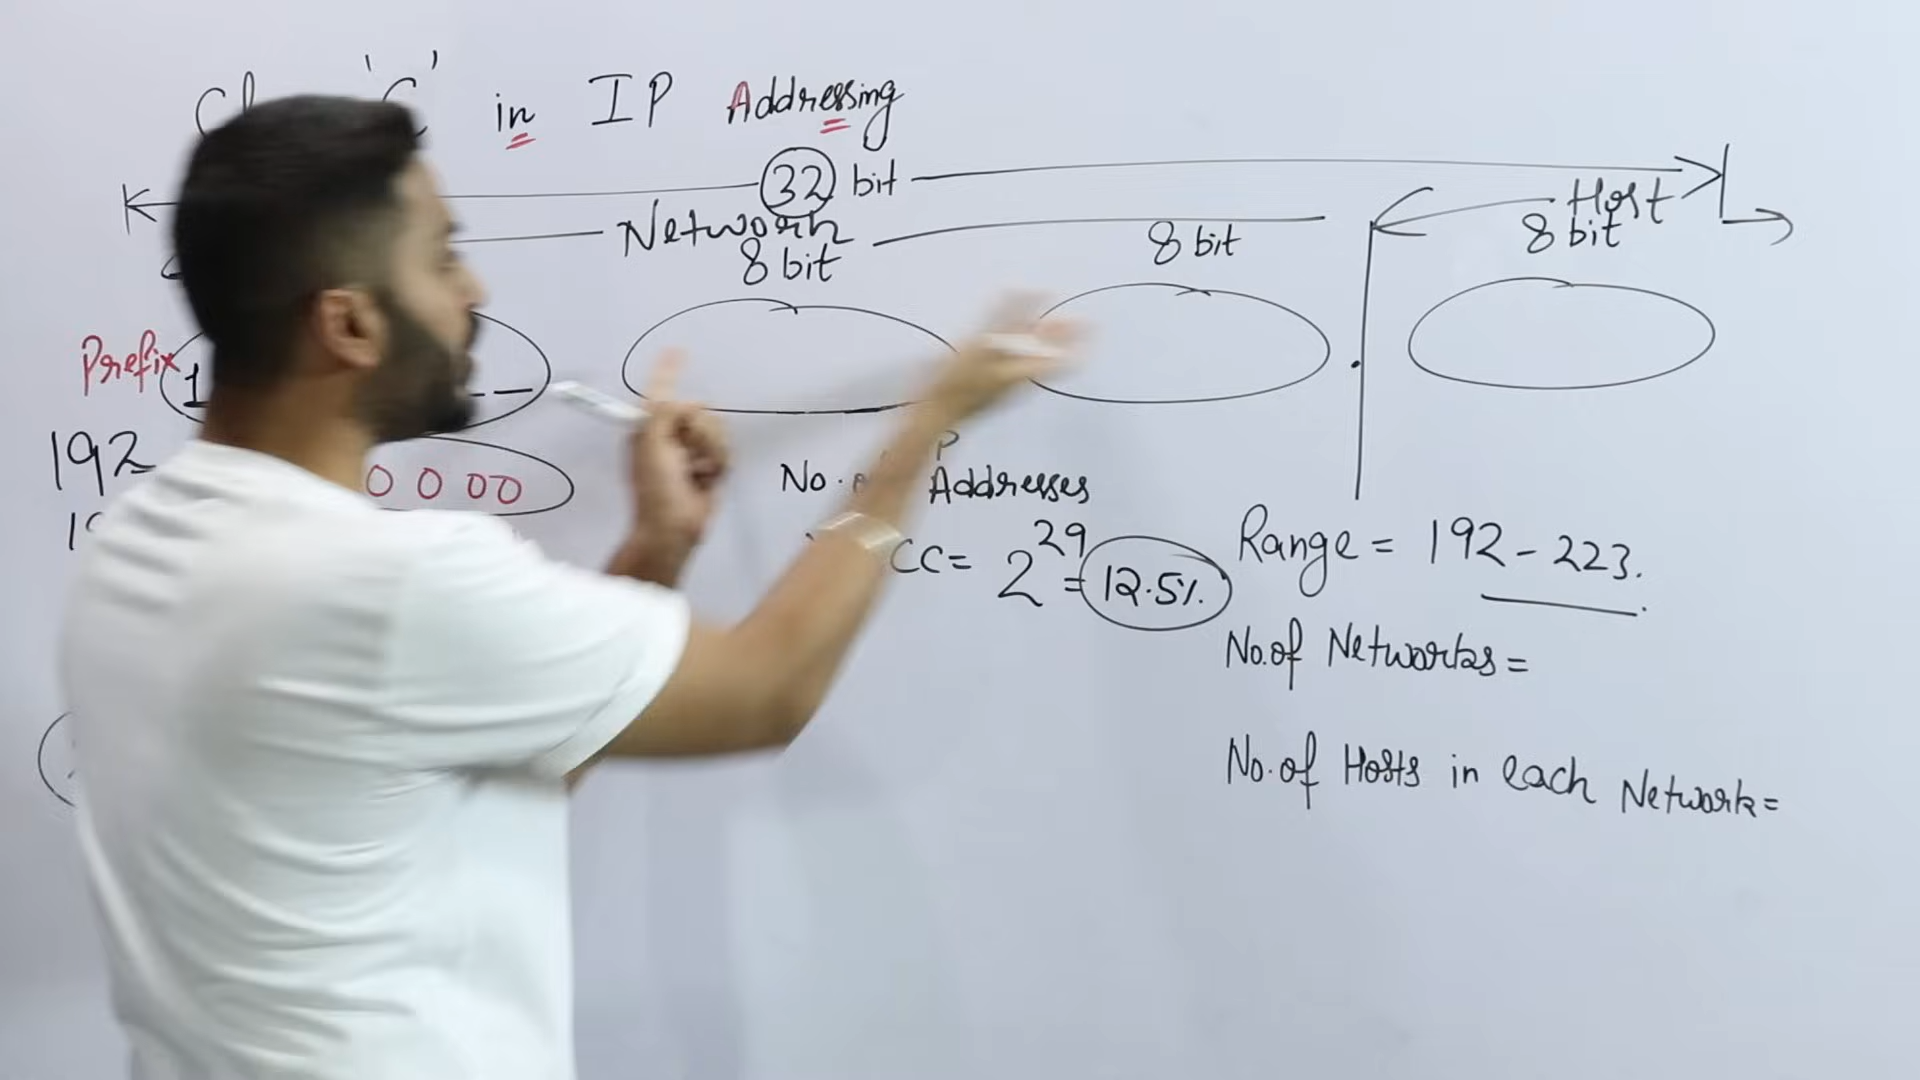 'C' in IP Addressing
32 bit
Network
Host
8 bit
8 bit
8 bit
Prefix 1
192
0 0 0 0
No. of
Addresses
CC = 2^29 = 12.5%
Range = 192 - 223.
No. of Networks =
No. of Hosts in each Network =